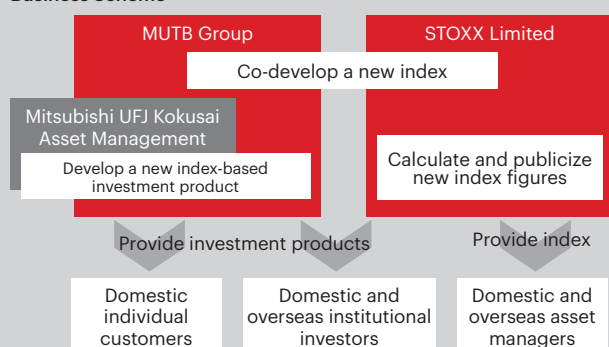 MUTB Group
STOXX Limited
Co-develop a new index
Mitsubishi UFJ Kokusai
Asset Management
Develop a new index-based
investment product
Calculate and publicize
new index figures
Provide investment products
Provide index
Domestic
individual
customers
Domestic and
overseas institutional
investors
Domestic and
overseas asset
managers